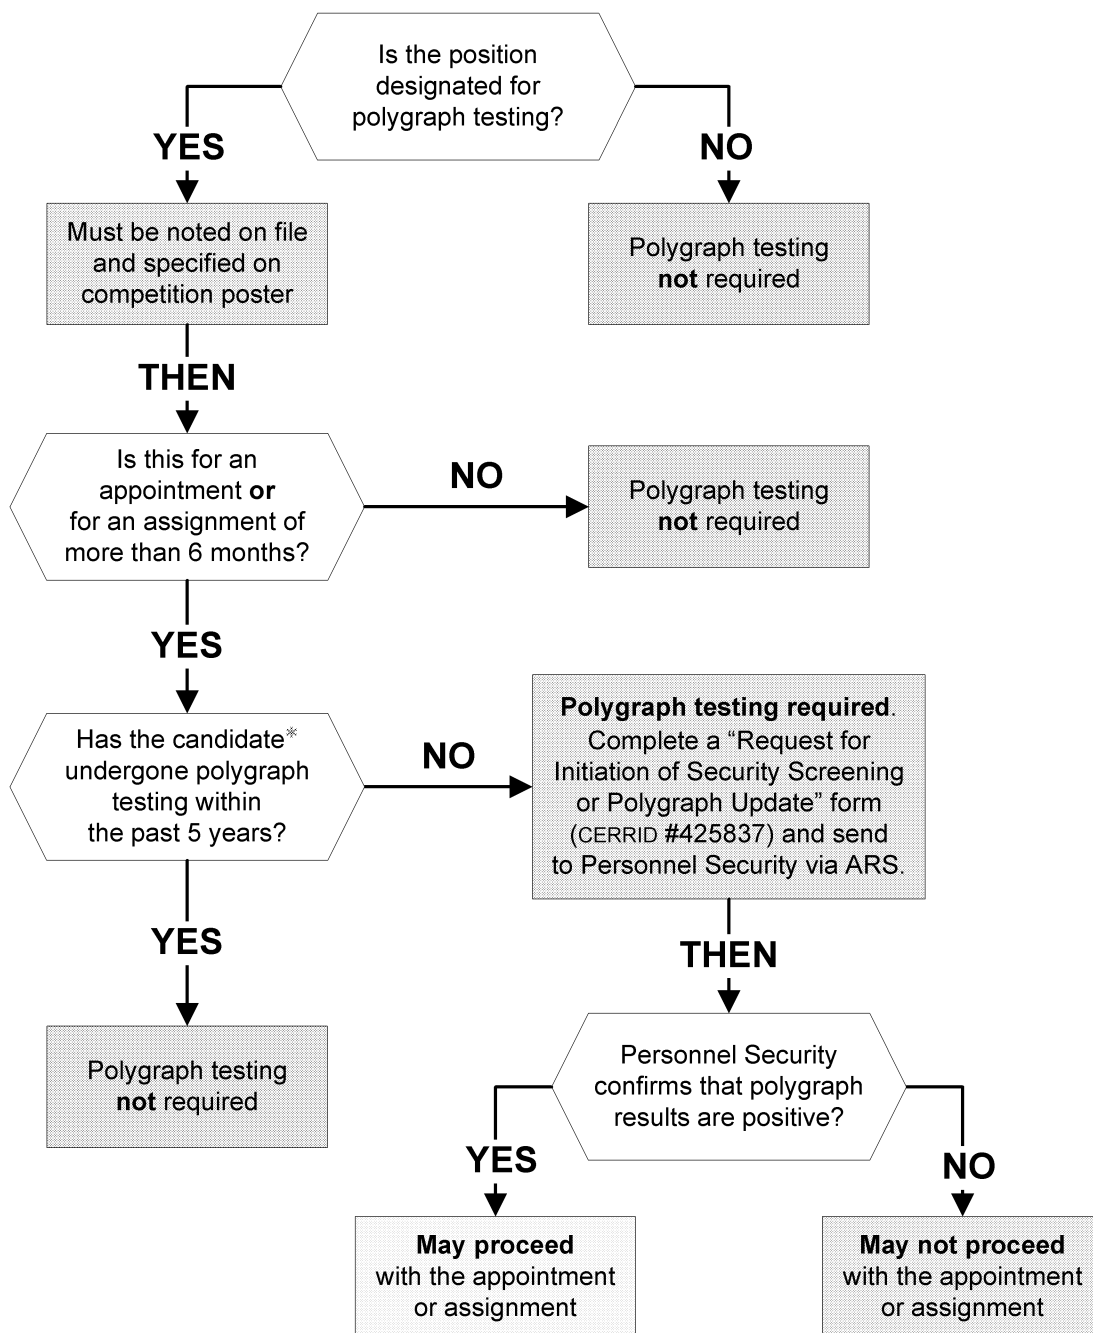 Is the position
designated for
polygraph testing?
YES
NO
Must be noted on file
and specified on
competition poster
Polygraph testing
not required
THEN
Is this for an
appointment or
for an assignment of
more than 6 months?
NO
Polygraph testing
not required
YES
Has the candidate※
undergone polygraph
testing within
the past 5 years?
NO
Polygraph testing required.
Complete a “Request for
Initiation of Security Screening
or Polygraph Update” form
(CERRID #425837) and send
to Personnel Security via ARS.
YES
THEN
Polygraph testing
not required
Personnel Security
confirms that polygraph
results are positive?
YES
NO
May proceed
with the appointment
or assignment
May not proceed
with the appointment
or assignment